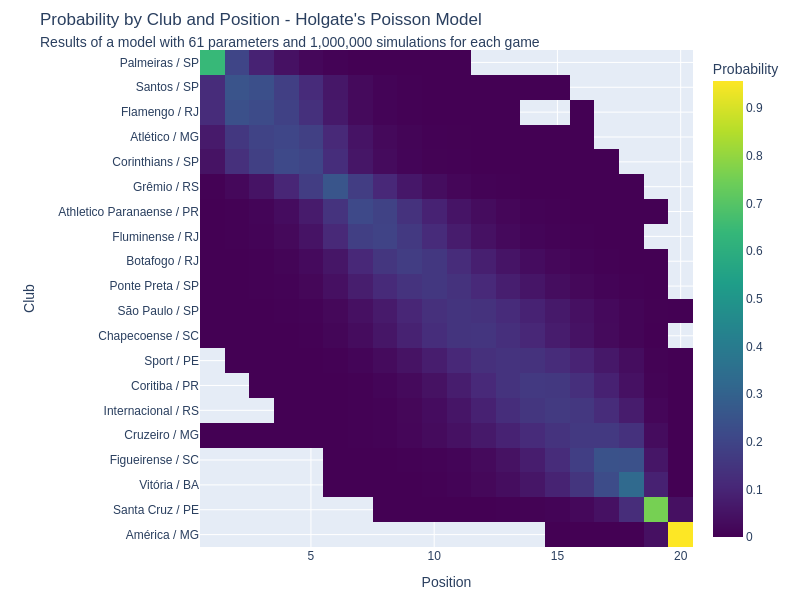 Probability by Club and Position - Holgate's Poisson Model
Results of a model with 61 parameters and 1,000,000 simulations for each game
Probability
Palmeiras / SP
Santos / SP
Flamengo / RJ
Atlético / MG
Corinthians / SP
Grêmio / RS
Athletico Paranaense / PR
Fluminense / RJ
Botafogo / RJ
Ponte Preta / SP
São Paulo / SP
Chapecoense / SC
Sport / PE
Coritiba / PR
Internacional / RS
Cruzeiro / MG
Figueirense / SC
Vitória / BA
Santa Cruz / PE
América / MG
Club
5
10
15
20
Position
0.9
0.8
0.7
0.6
0.5
0.4
0.3
0.2
0.1
0